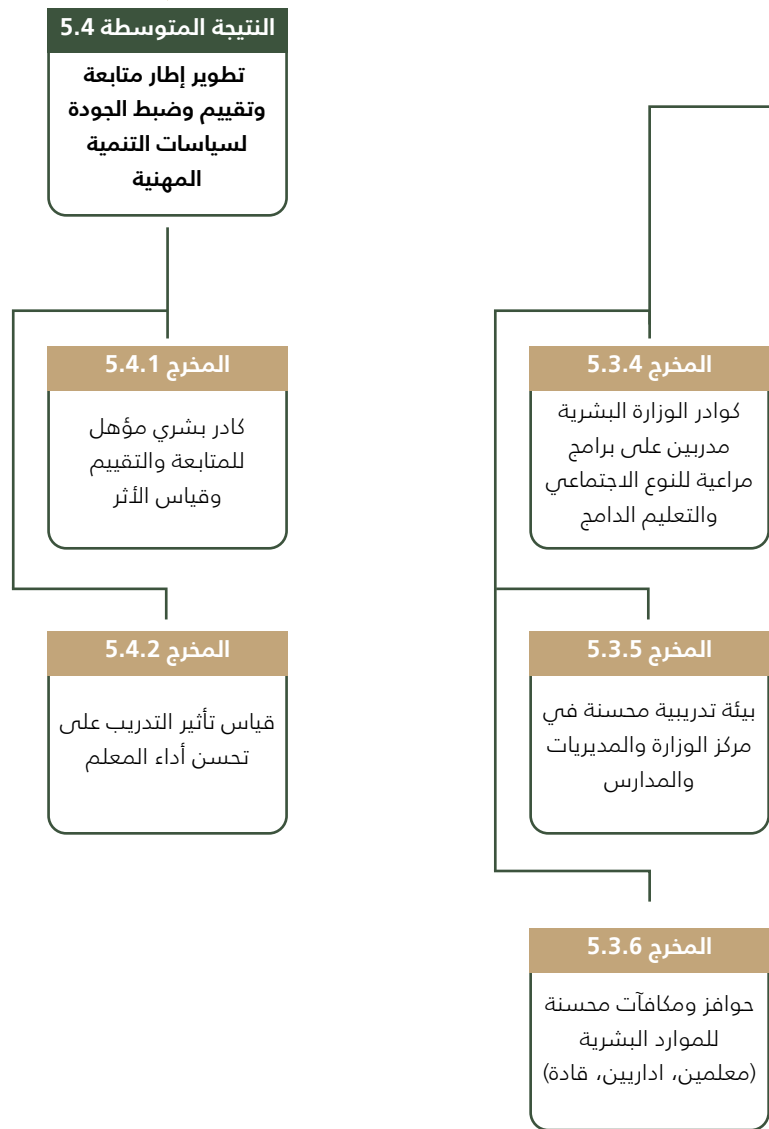 النتيجة المتوسطة 5.4
تطوير إطار متابعة
وتقييم وضبط الجودة
لسياسات التنمية
المهنية
المخرج 5.3.4
كوادر الوزارة البشرية
مدربين على برامج
مراعية للنوع الاجتماعي
والتعليم الدامج
المخرج 5.3.5
بيئة تدريبية محسنة في
مركز الوزارة والمديريات
والمدارس
المخرج 5.3.6
حوافز ومكافآت محسنة
للموارد البشرية
(معلمين، اداريين، قادة)
المخرج 5.4.1
كادر بشري مؤهل
للمتابعة والتقييم
وقياس الأثر
المخرج 5.4.2
قياس تأثير التدريب على
تحسن أداء المعلم